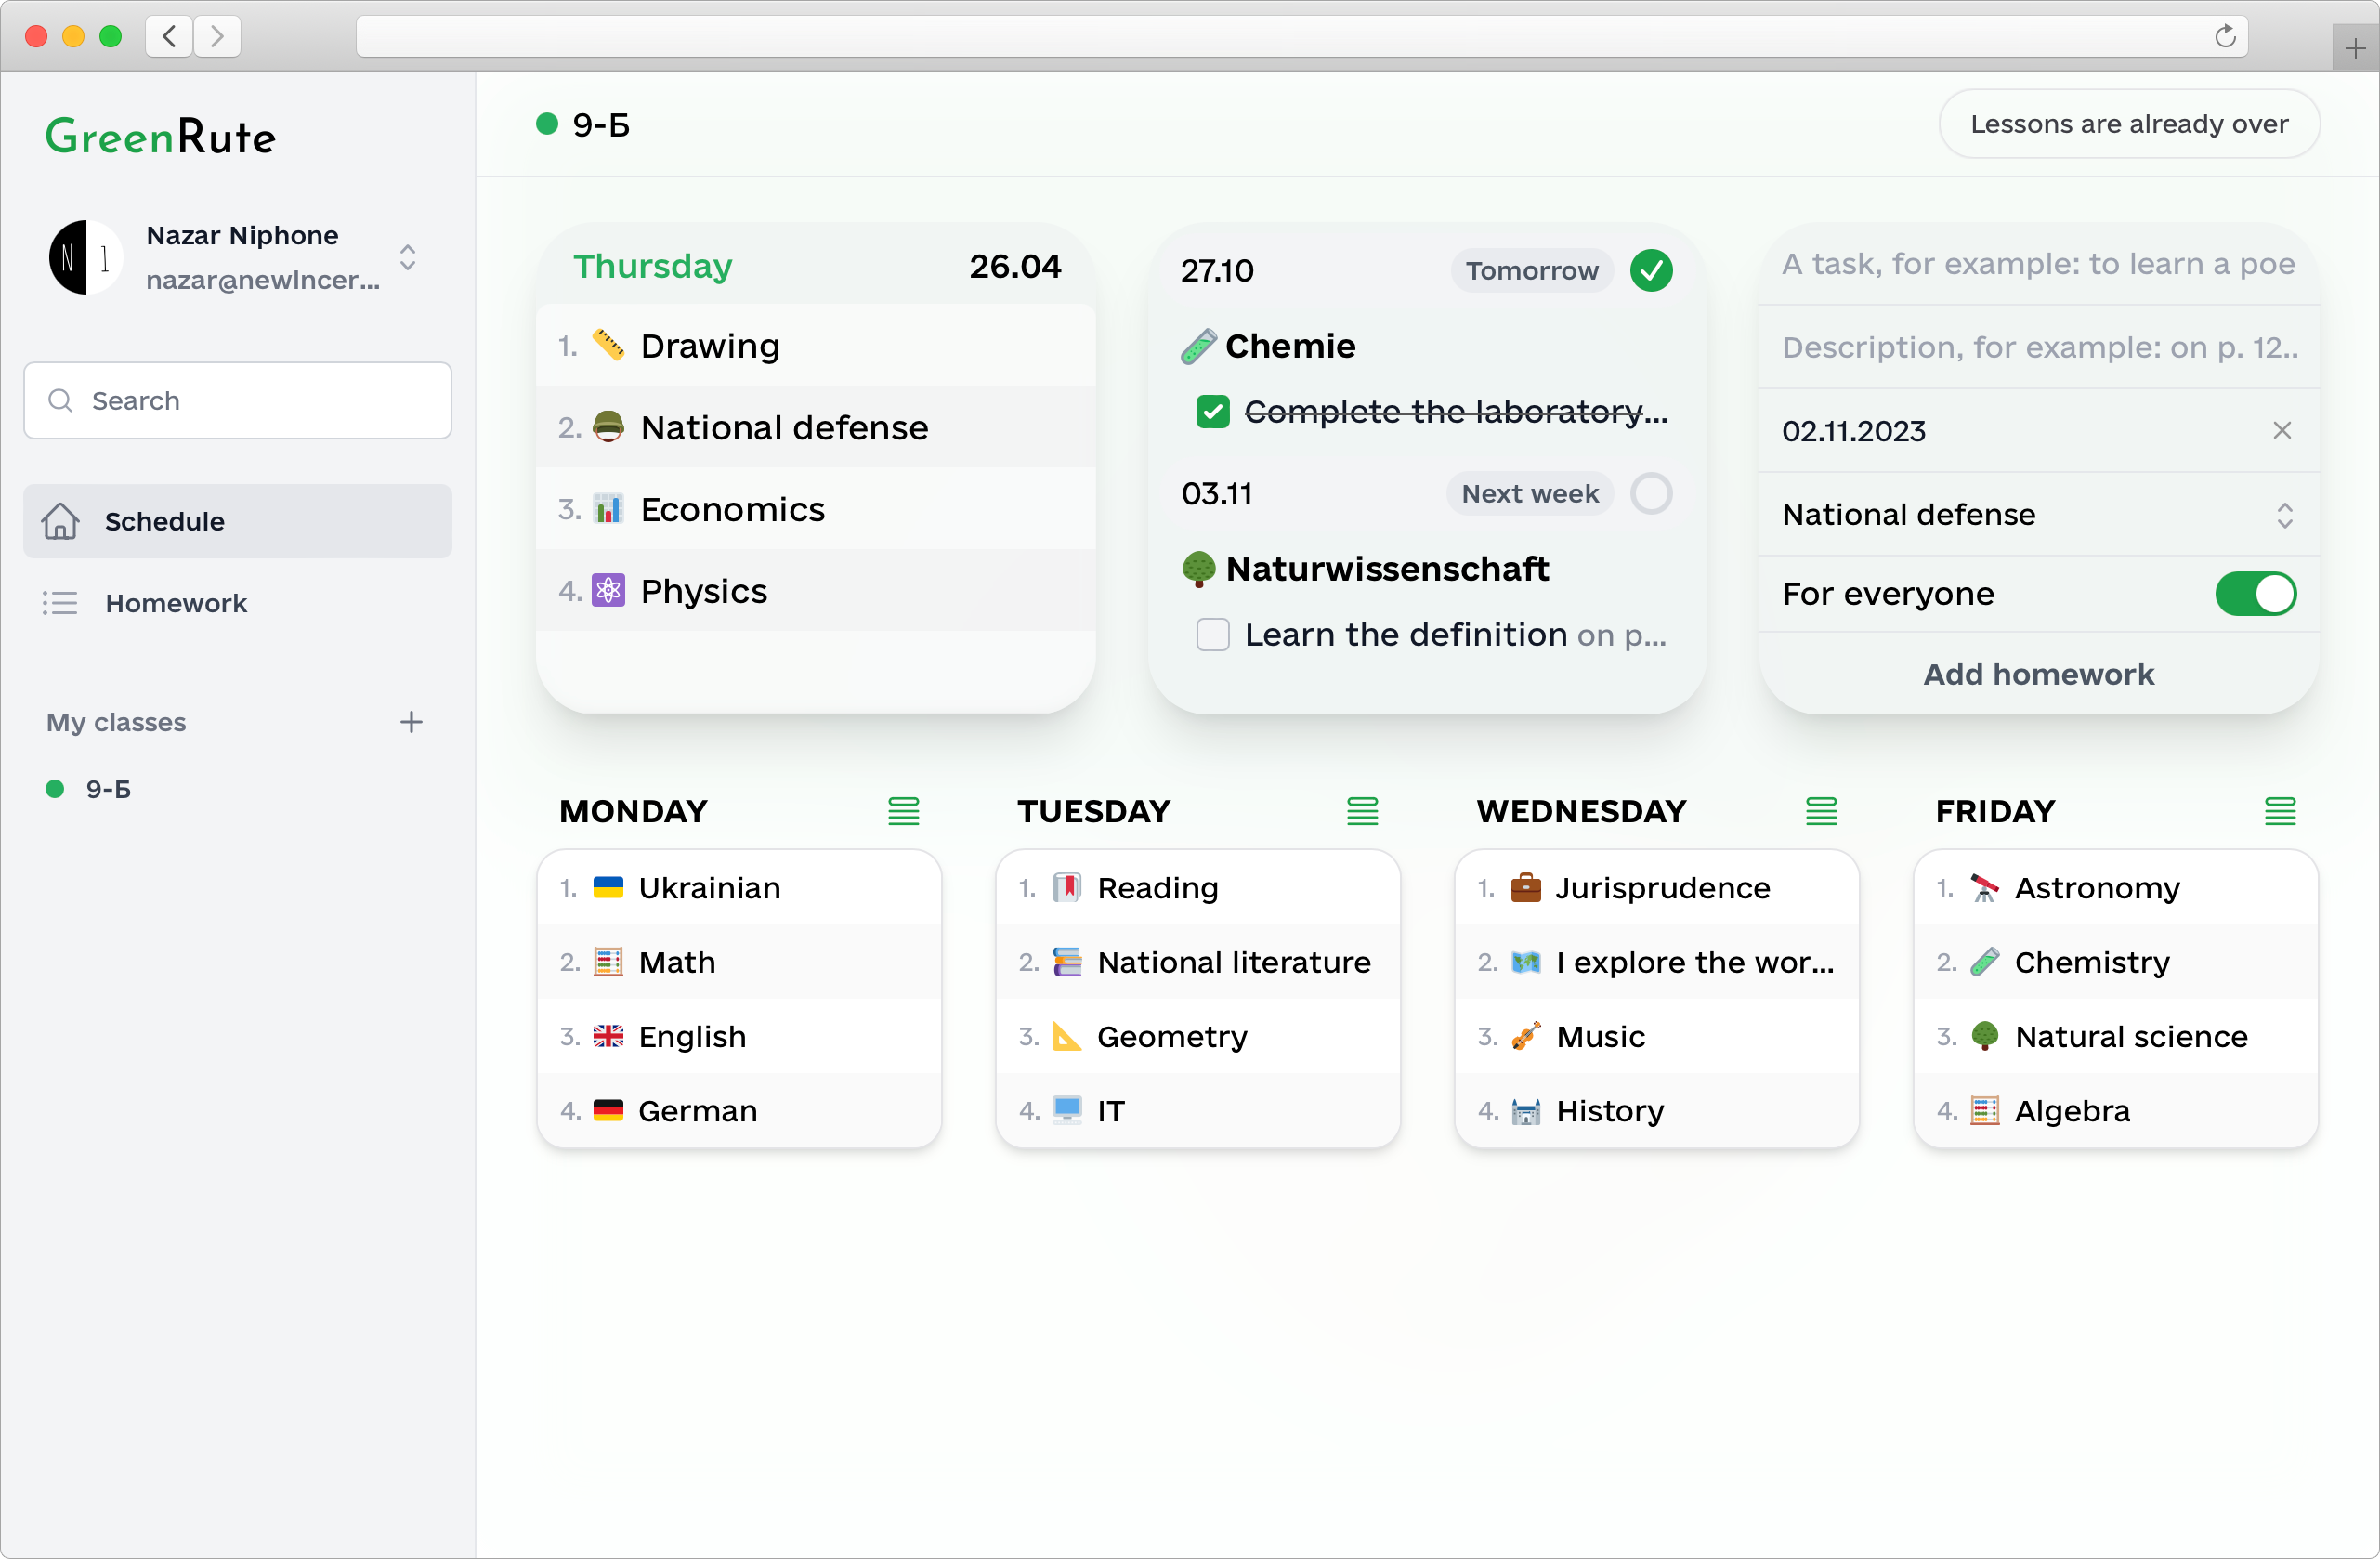 GreenRute
Nazar Niphone
nazar@newIncer...
Search
Schedule
Homework
My classes
9-Б
9-Б
Lessons are already over
Thursday 26.04
1. Drawing
2. National defense
3. Economics
4. Physics
27.10 Tomorrow
Chemie
Complete the laboratory...
03.11 Next week
Naturwissenschaft
Learn the definition on p...
A task, for example: to learn a poe
Description, for example: on p. 12..
02.11.2023
National defense
For everyone
Add homework
MONDAY
1. Ukrainian
2. Math
3. English
4. German
TUESDAY
1. Reading
2. National literature
3. Geometry
4. IT
WEDNESDAY
1. Jurisprudence
2. I explore the wor...
3. Music
4. History
FRIDAY
1. Astronomy
2. Chemistry
3. Natural science
4. Algebra